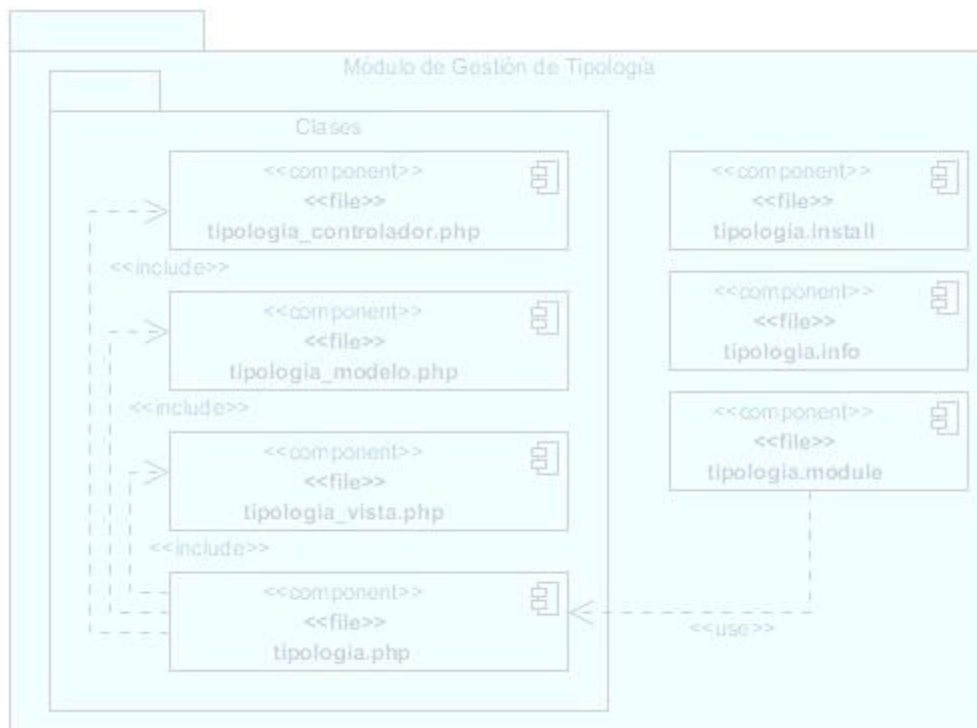 Módulo de Gestión de Tipología
Clases
<<component>>
<<file>>
tipologia_controlador.php
<<include>>
<<component>>
<<file>>
tipologia_modelo.php
<<include>>
<<component>>
<<file>>
tipologia_vista.php
<<include>>
<<component>>
<<file>>
tipologia.php
<<component>>
<<file>>
tipologia.install
<<component>>
<<file>>
tipologia.info
<<component>>
<<file>>
tipologia.module
<<use>>